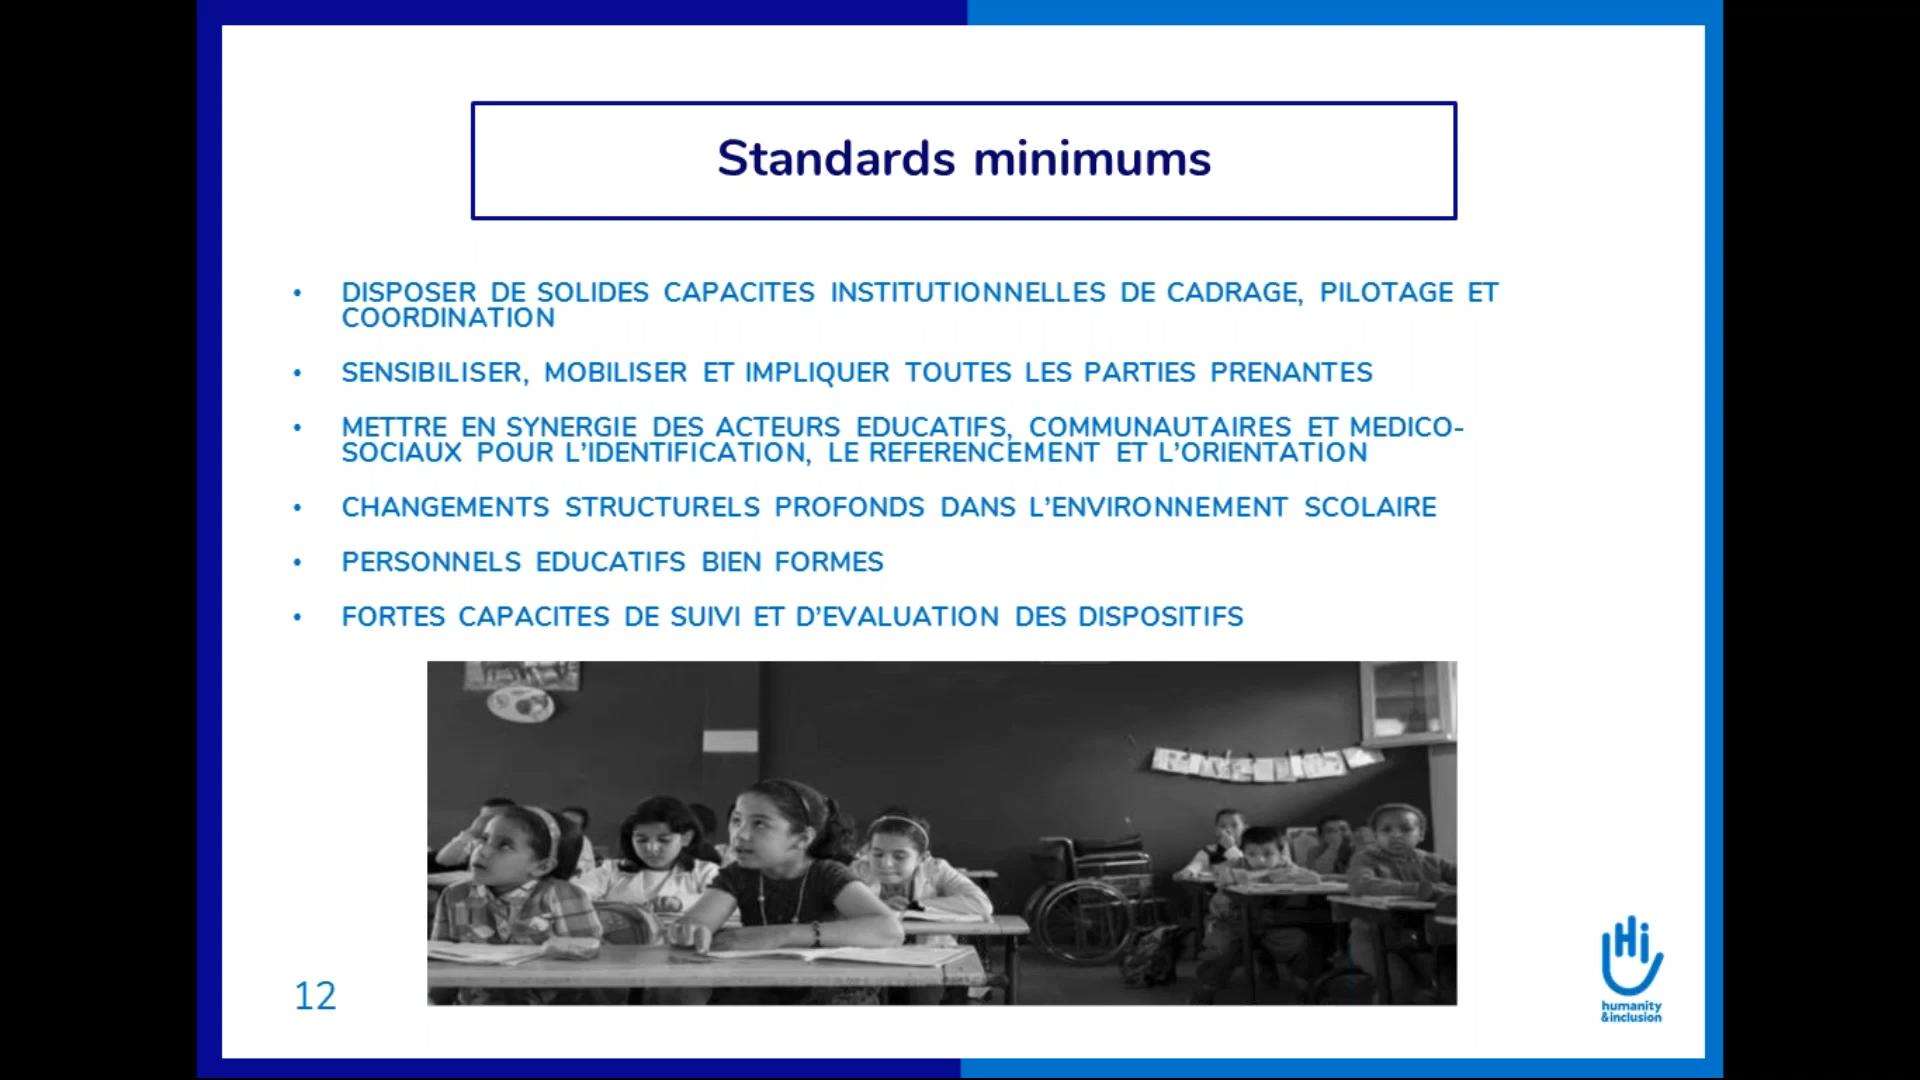 Standards minimums
• DISPOSER DE SOLIDES CAPACITES INSTITUTIONNELLES DE CADRAGE, PILOTAGE ET
COORDINATION
• SENSIBILISER, MOBILISER ET IMPLIQUER TOUTES LES PARTIES PRENANTES
• METTRE EN SYNERGIE DES ACTEURS EDUCATIFS, COMMUNAUTAIRES ET MEDICO-
SOCIAUX POUR L’IDENTIFICATION, LE REFERENCEMENT ET L’ORIENTATION
• CHANGEMENTS STRUCTURELS PROFONDS DANS L’ENVIRONNEMENT SCOLAIRE
• PERSONNELS EDUCATIFS BIEN FORMES
• FORTES CAPACITES DE SUIVI ET D’EVALUATION DES DISPOSITIFS
12
Hi
humanity
&inclusion